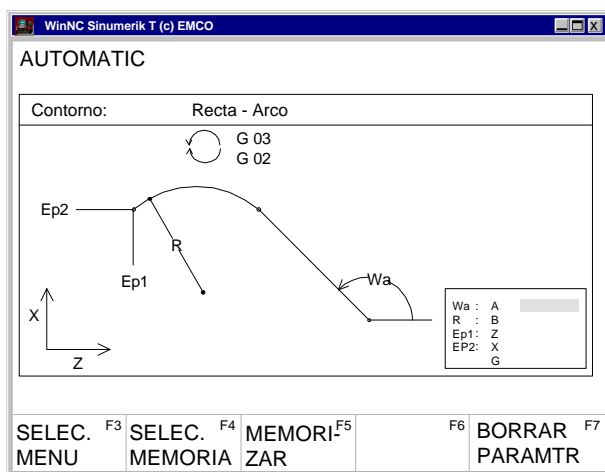 WinNC Sinumerik T (c) EMCO
AUTOMATIC
Contorno: Recta - Arco
G 03
G 02
Ep2
R
Ep1
Wa
X
Z
Wa : A
R : B
Ep1: Z
EP2: X
G
SELEC. F3 SELEC. F4 MEMORI- F5 F6 BORRAR F7
MENU MEMORIA ZAR PARAMTR